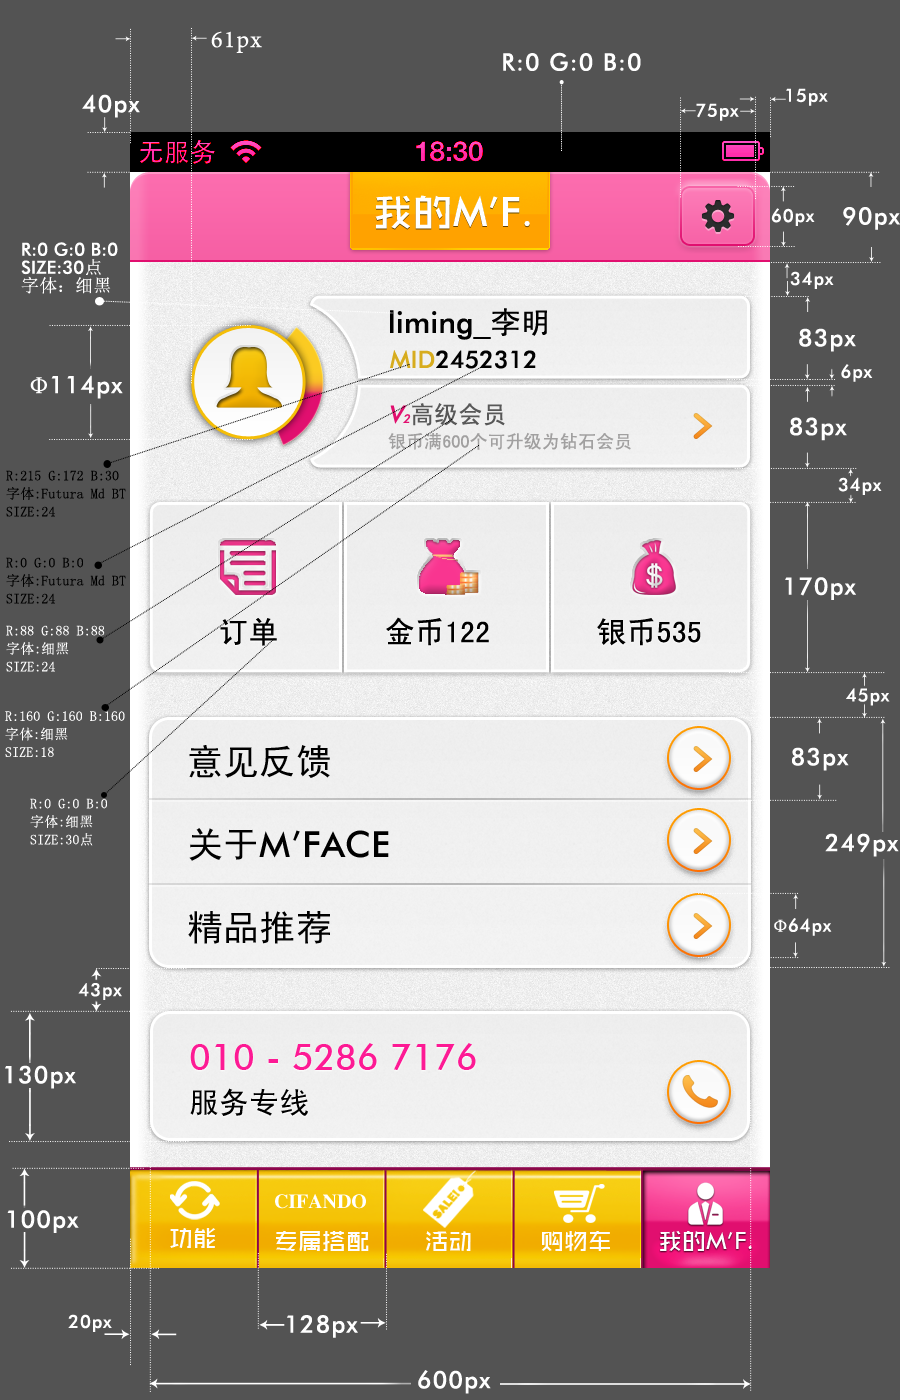 61px
R:0 G:0 B:0
40px
75px
15px
无服务
18:30
我的M'F.
60px
90px
R:0 G:0 B:0
SIZE:30点
字体：细黑
34px
liming_李明
MID2452312
83px
6px
Φ114px
V2高级会员
银币满600个可升级为钻石会员
83px
R:215 G:172 B:30
字体:Futura Md BT
SIZE:24
34px
R:0 G:0 B:0
字体:Futura Md BT
SIZE:24
170px
订单
金币122
银币535
R:88 G:88 B:88
字体:细黑
SIZE:24
45px
R:160 G:160 B:160
字体:细黑
SIZE:18
意见反馈
83px
R:0 G:0 B:0
字体:细黑
SIZE:30点
关于M'FACE
249px
精品推荐
Φ64px
43px
130px
010 - 5286 7176
服务专线
100px
功能
CIFANDO
专属搭配
SALE!
活动
购物车
我的M'F.
20px
128px
600px